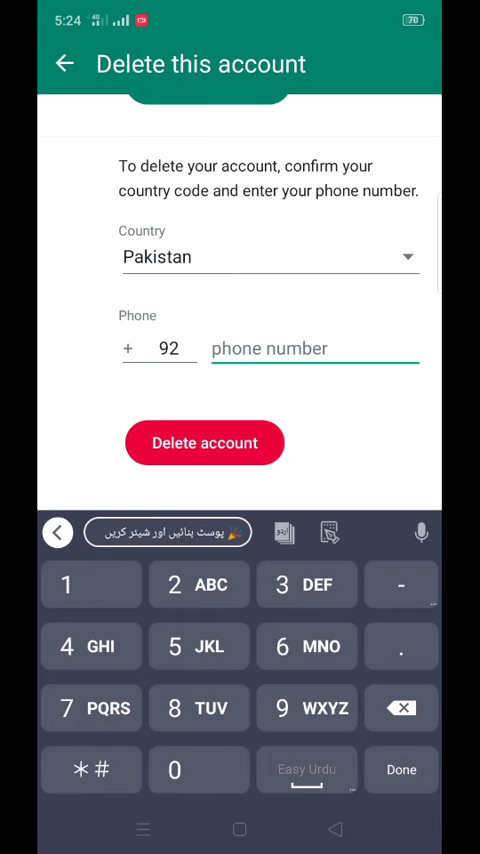 5:24
4G
70
Delete this account
To delete your account, confirm your
country code and enter your phone number.
Country
Pakistan
Phone
+ 92 phone number
Delete account
پوسٹ بنائیں اور شیئر کریں 🎉
اردو
1 2 ABC 3 DEF -
4 GHI 5 JKL 6 MNO .
7 PQRS 8 TUV 9 WXYZ
*# 0 Easy Urdu Done